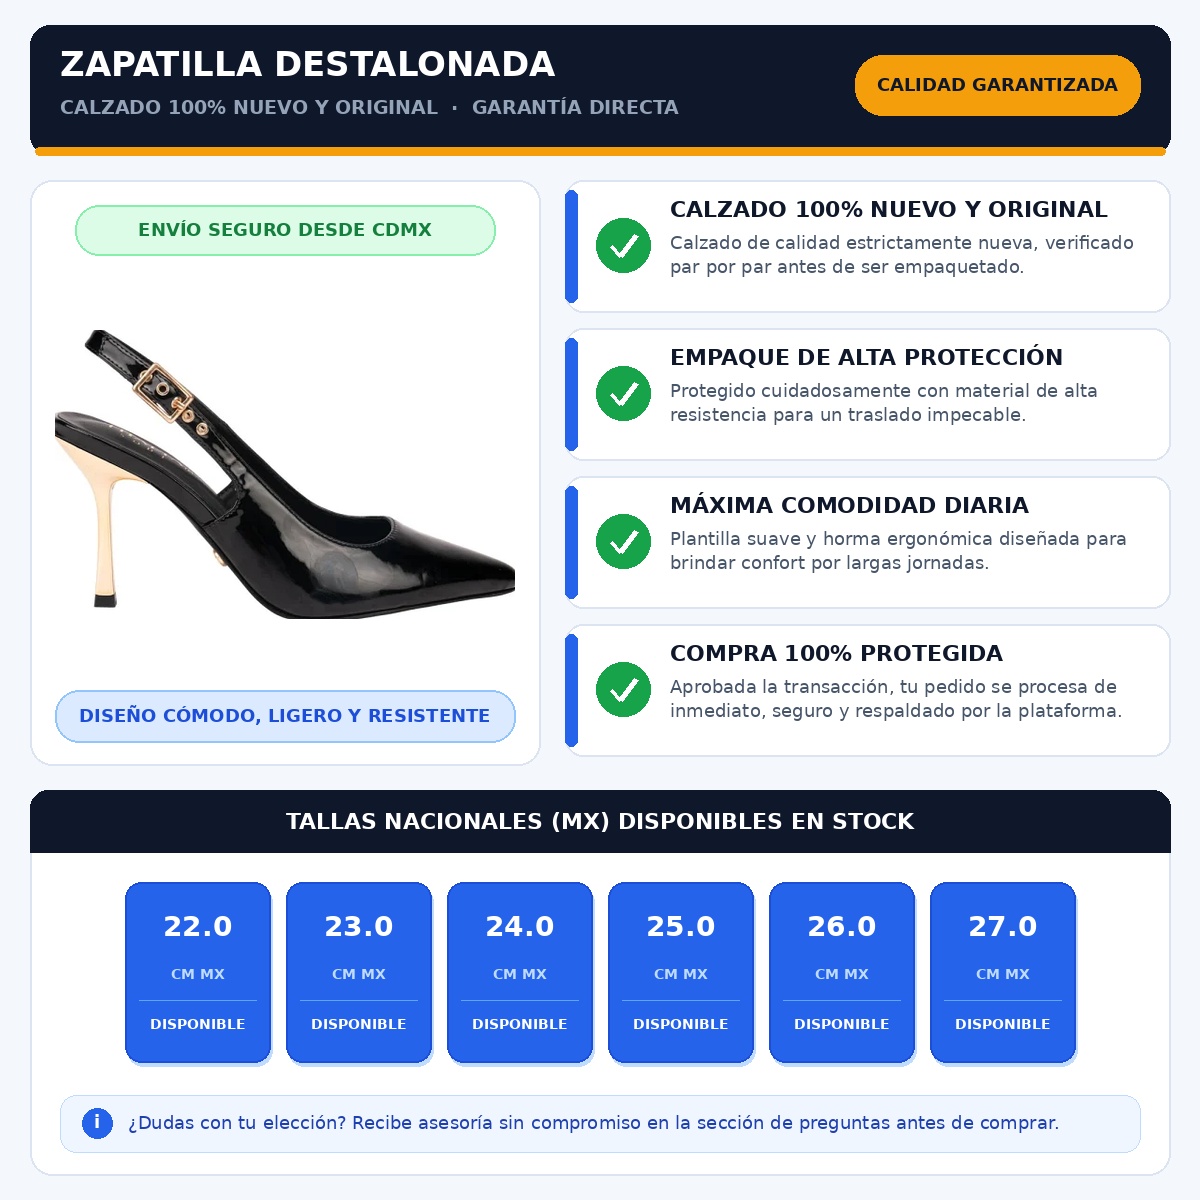 ZAPATILLA DESTALONADA
CALZADO 100% NUEVO Y ORIGINAL · GARANTÍA DIRECTA
CALIDAD GARANTIZADA
ENVÍO SEGURO DESDE CDMX
DISEÑO CÓMODO, LIGERO Y RESISTENTE
CALZADO 100% NUEVO Y ORIGINAL
Calzado de calidad estrictamente nueva, verificado
par por par antes de ser empaquetado.
EMPAQUE DE ALTA PROTECCIÓN
Protegido cuidadosamente con material de alta
resistencia para un traslado impecable.
MÁXIMA COMODIDAD DIARIA
Plantilla suave y horma ergonómica diseñada para
brindar confort por largas jornadas.
COMPRA 100% PROTEGIDA
Aprobada la transacción, tu pedido se procesa de
inmediato, seguro y respaldado por la plataforma.
TALLAS NACIONALES (MX) DISPONIBLES EN STOCK
22.0
CM MX
DISPONIBLE
23.0
CM MX
DISPONIBLE
24.0
CM MX
DISPONIBLE
25.0
CM MX
DISPONIBLE
26.0
CM MX
DISPONIBLE
27.0
CM MX
DISPONIBLE
i
¿Dudas con tu elección? Recibe asesoría sin compromiso en la sección de preguntas antes de comprar.